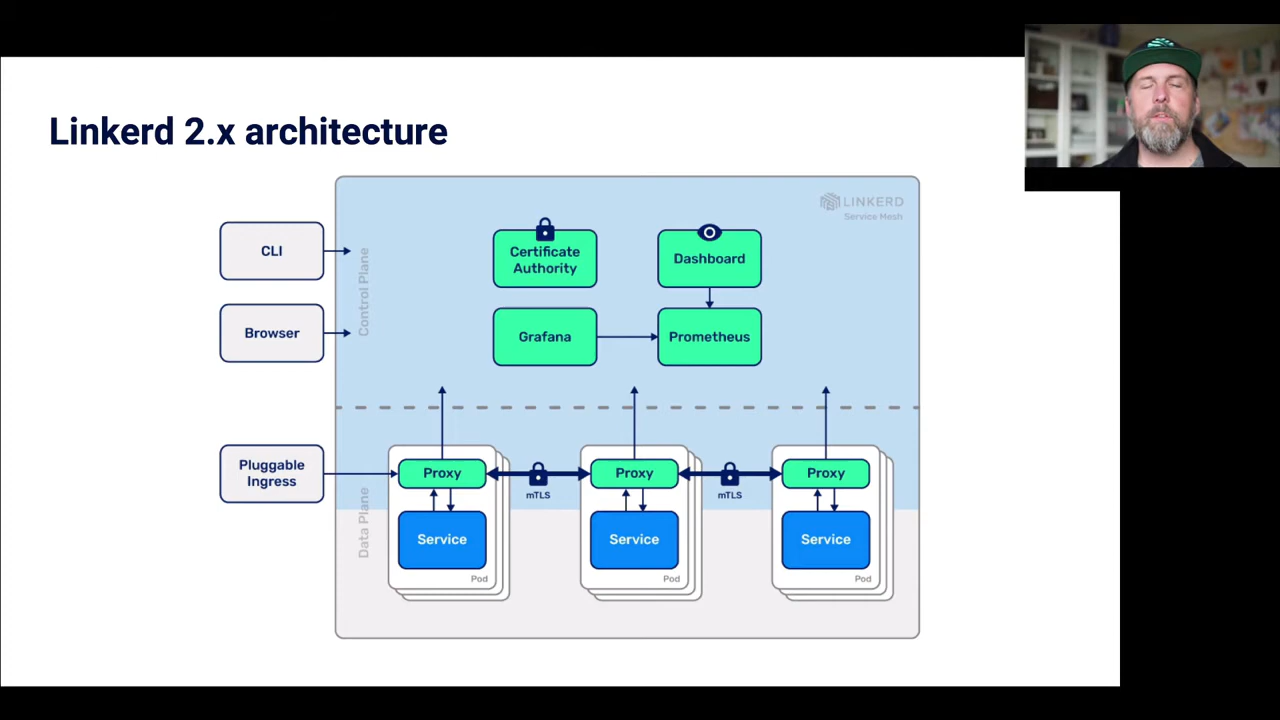 Linkerd 2.x architecture
LINKERD
Service Mesh
CLI
Browser
Control Plane
Certificate
Authority
Dashboard
Grafana
Prometheus
Pluggable
Ingress
Data Plane
Proxy
mTLS
Proxy
mTLS
Proxy
Service
Service
Service
Pod
Pod
Pod